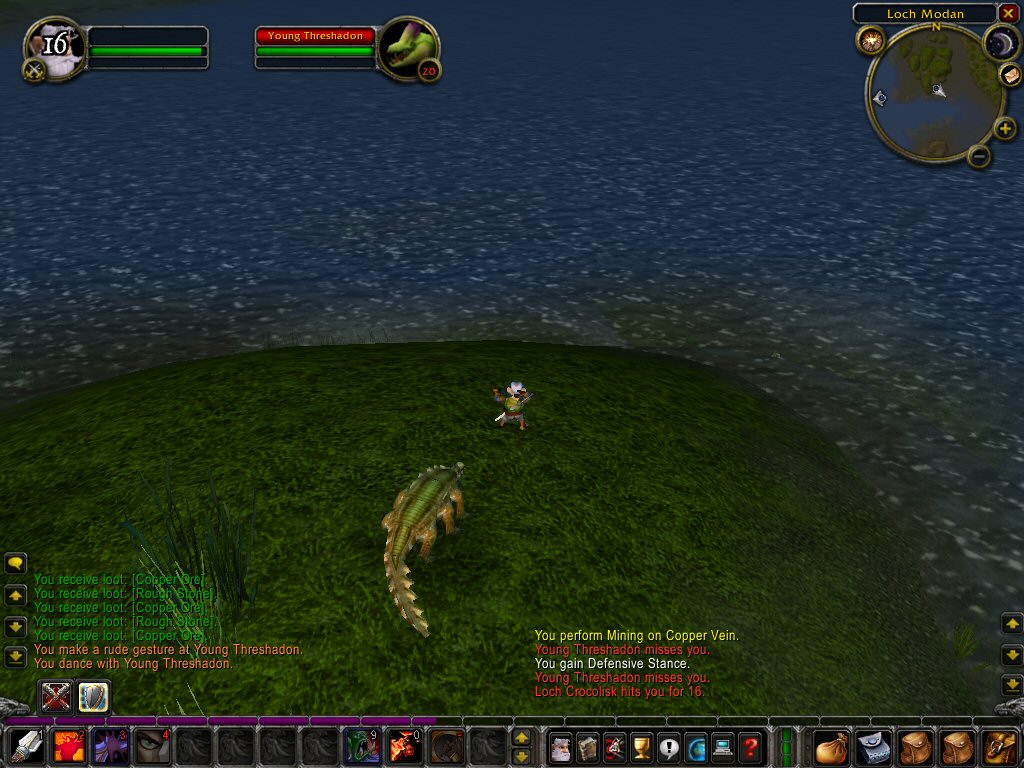 Loch Modan
N
16
Young Threshadon
20
You receive loot: [Copper Ore].
You receive loot: [Rough Stone].
You receive loot: [Copper Ore].
You receive loot: [Rough Stone].
You receive loot: [Copper Ore].
You make a rude gesture at Young Threshadon.
You dance with Young Threshadon.
You perform Mining on Copper Vein.
Young Threshadon misses you.
You gain Defensive Stance.
Young Threshadon misses you.
Loch Crocolisk hits you for 16.
1 2 3 4 9 0